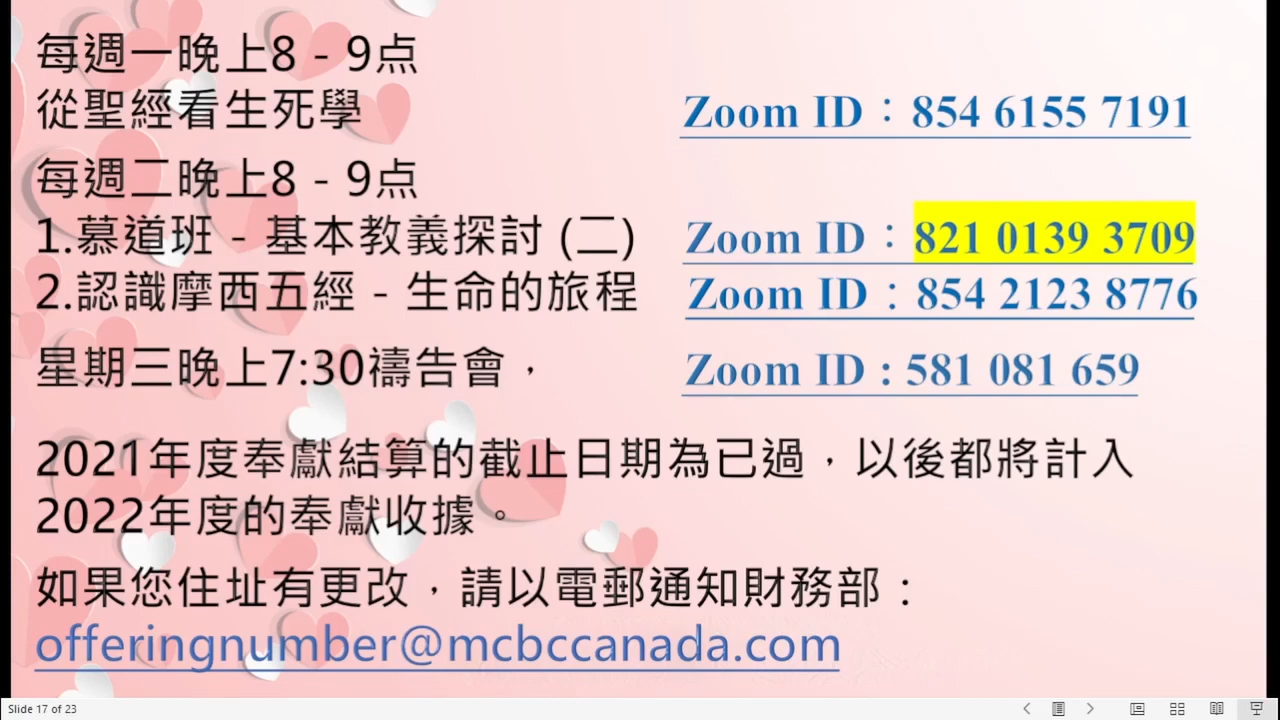 每週一晚上8 - 9点
從聖經看生死學 Zoom ID：854 6155 7191
每週二晚上8 - 9点
1.慕道班 - 基本教義探討 (二) Zoom ID：821 0139 3709
2.認識摩西五經 - 生命的旅程 Zoom ID：854 2123 8776
星期三晚上7:30禱告會， Zoom ID : 581 081 659
2021年度奉獻結算的截止日期為已過，以後都將計入
2022年度的奉獻收據。
如果您住址有更改，請以電郵通知財務部：
offeringnumber@mcbccanada.com
Slide 17 of 23